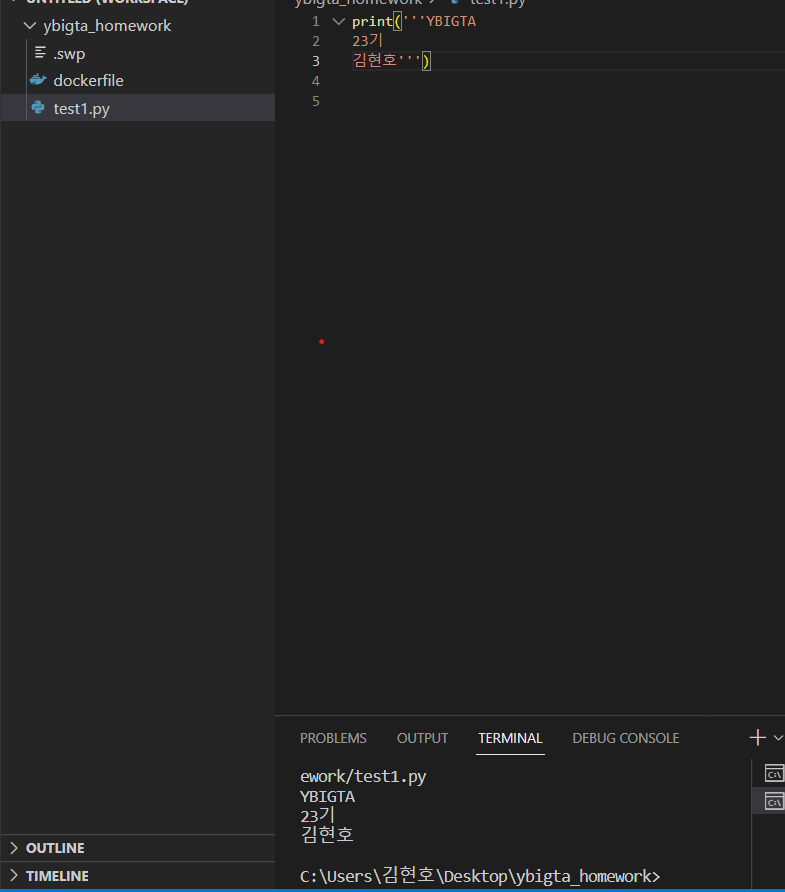 UNTITLED (WORKSPACE)
ybigta_homework
.swp
dockerfile
test1.py
OUTLINE
TIMELINE
ybigta_homework > test1.py
1 print('''YBIGTA
2 23기
3 김현호''')
4
5
PROBLEMS OUTPUT TERMINAL DEBUG CONSOLE
ework/test1.py
YBIGTA
23기
김현호
C:\Users\김현호\Desktop\ybigta_homework>